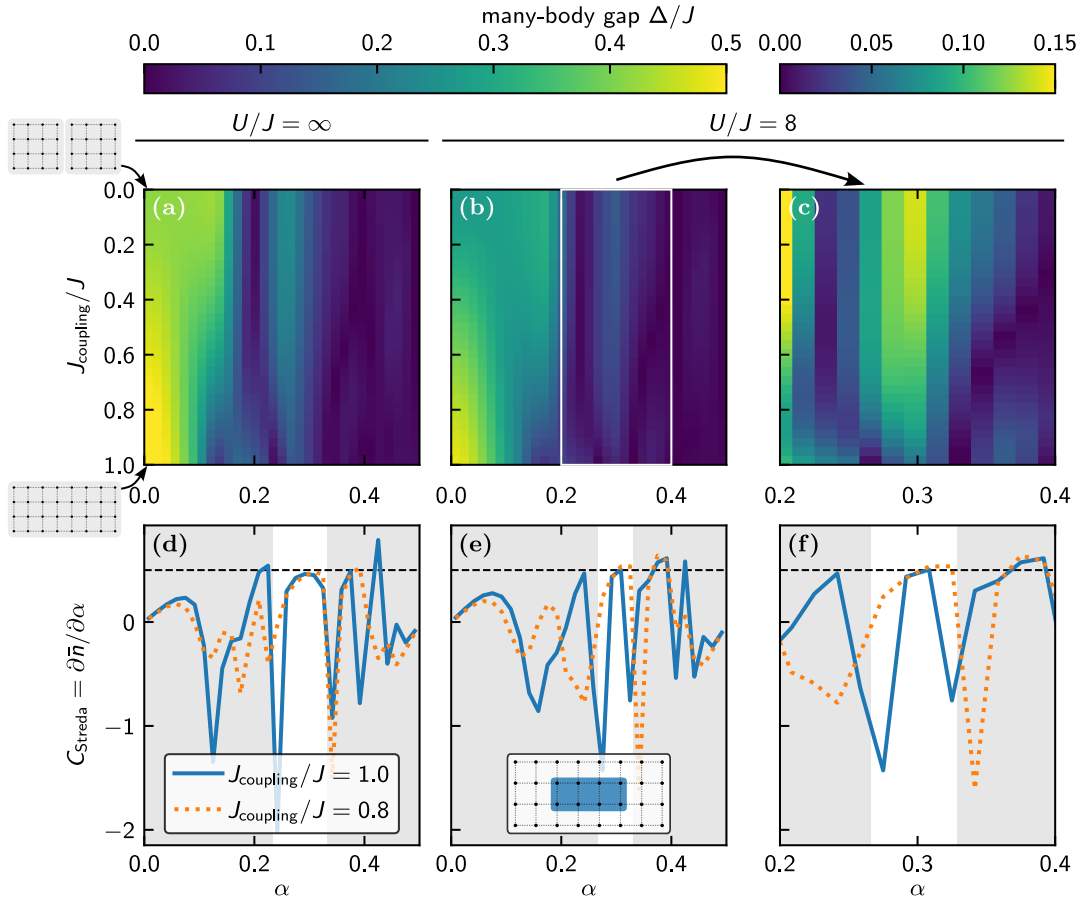 many-body gap Δ/J
0.0 0.1 0.2 0.3 0.4 0.5
0.00 0.05 0.10 0.15
U/J = ∞
U/J = 8
(a) (b) (c)
J_coupling/J
0.0
0.2
0.4
0.6
0.8
1.0
0.0 0.2 0.4
0.0 0.2 0.4
0.2 0.3 0.4
(d) (e) (f)
C_Streda = ∂n̄/∂α
0
−1
−2
J_coupling/J = 1.0
J_coupling/J = 0.8
0.0 0.2 0.4
0.0 0.2 0.4
0.2 0.3 0.4
α α α